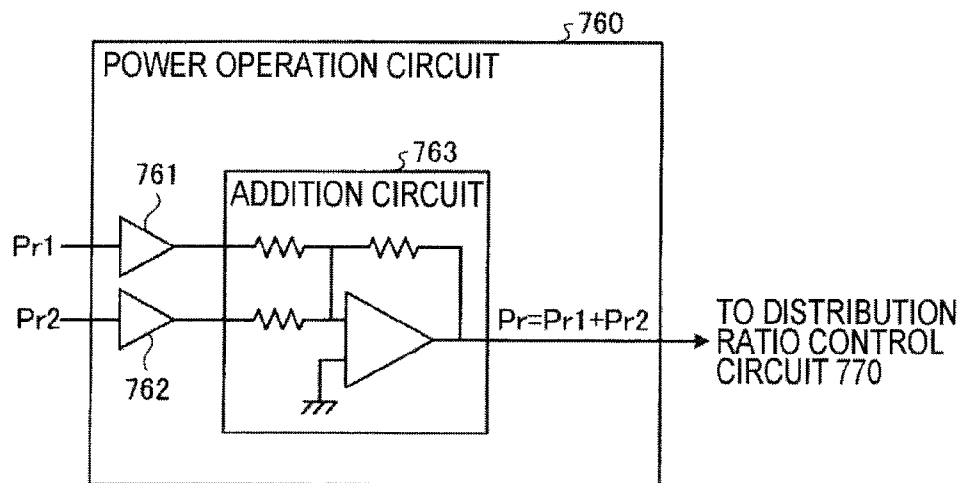 760
POWER OPERATION CIRCUIT
763
761
ADDITION CIRCUIT
Pr1
Pr2
Pr=Pr1+Pr2
TO DISTRIBUTION
RATIO CONTROL
CIRCUIT 770
762